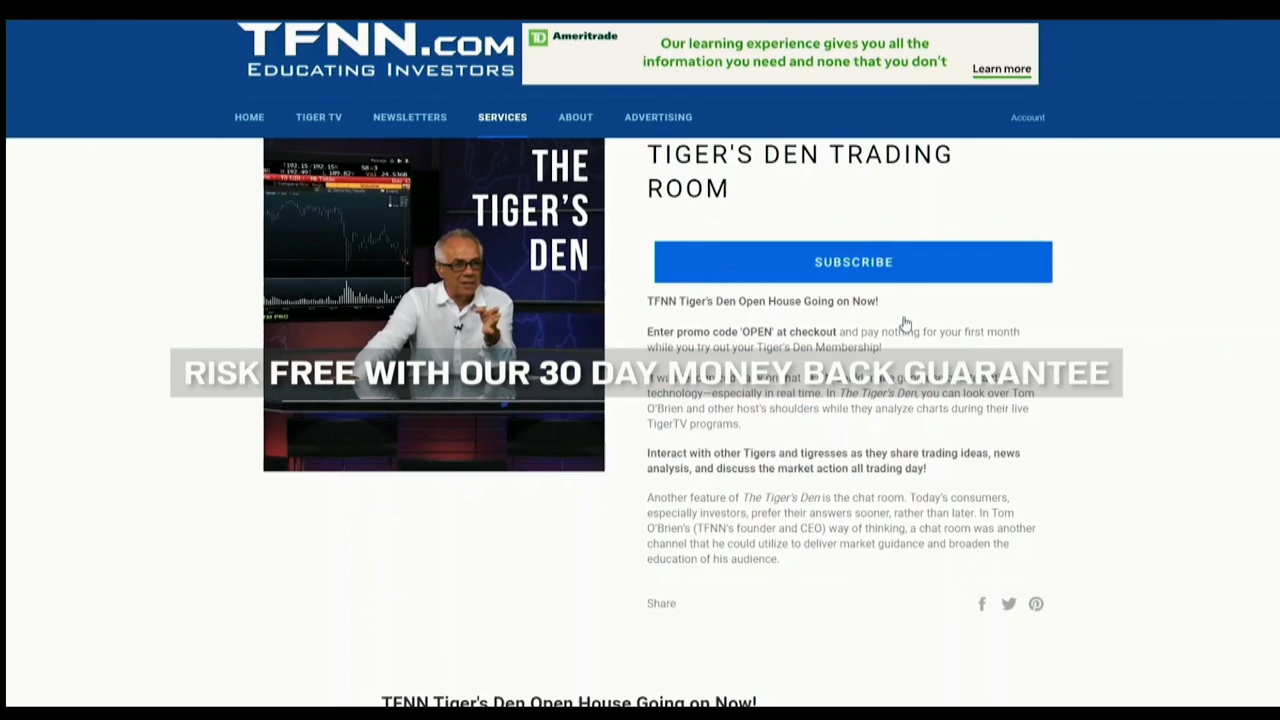 TFNN.COM
EDUCATING INVESTORS
TD Ameritrade
Our learning experience gives you all the
information you need and none that you don't
Learn more
HOME
TIGER TV
NEWSLETTERS
SERVICES
ABOUT
ADVERTISING
Account
THE
TIGER'S
DEN
TIGER'S DEN TRADING
ROOM
SUBSCRIBE
TFNN Tiger's Den Open House Going on Now!
Enter promo code 'OPEN' at checkout and pay nothing for your first month
while you try out your Tiger's Den Membership!
RISK FREE WITH OUR 30 DAY MONEY BACK GUARANTEE
technology—especially in real time. In The Tiger's Den, you can look over Tom
O'Brien and other host's shoulders while they analyze charts during their live
TigerTV programs.
Interact with other Tigers and tigresses as they share trading ideas, news
analysis, and discuss the market action all trading day!
Another feature of The Tiger's Den is the chat room. Today's consumers,
especially investors, prefer their answers sooner, rather than later. In Tom
O'Brien's (TFNN's founder and CEO) way of thinking, a chat room was another
channel that he could utilize to deliver market guidance and broaden the
education of his audience.
Share
TFNN Tiger's Den Open House Going on Now!